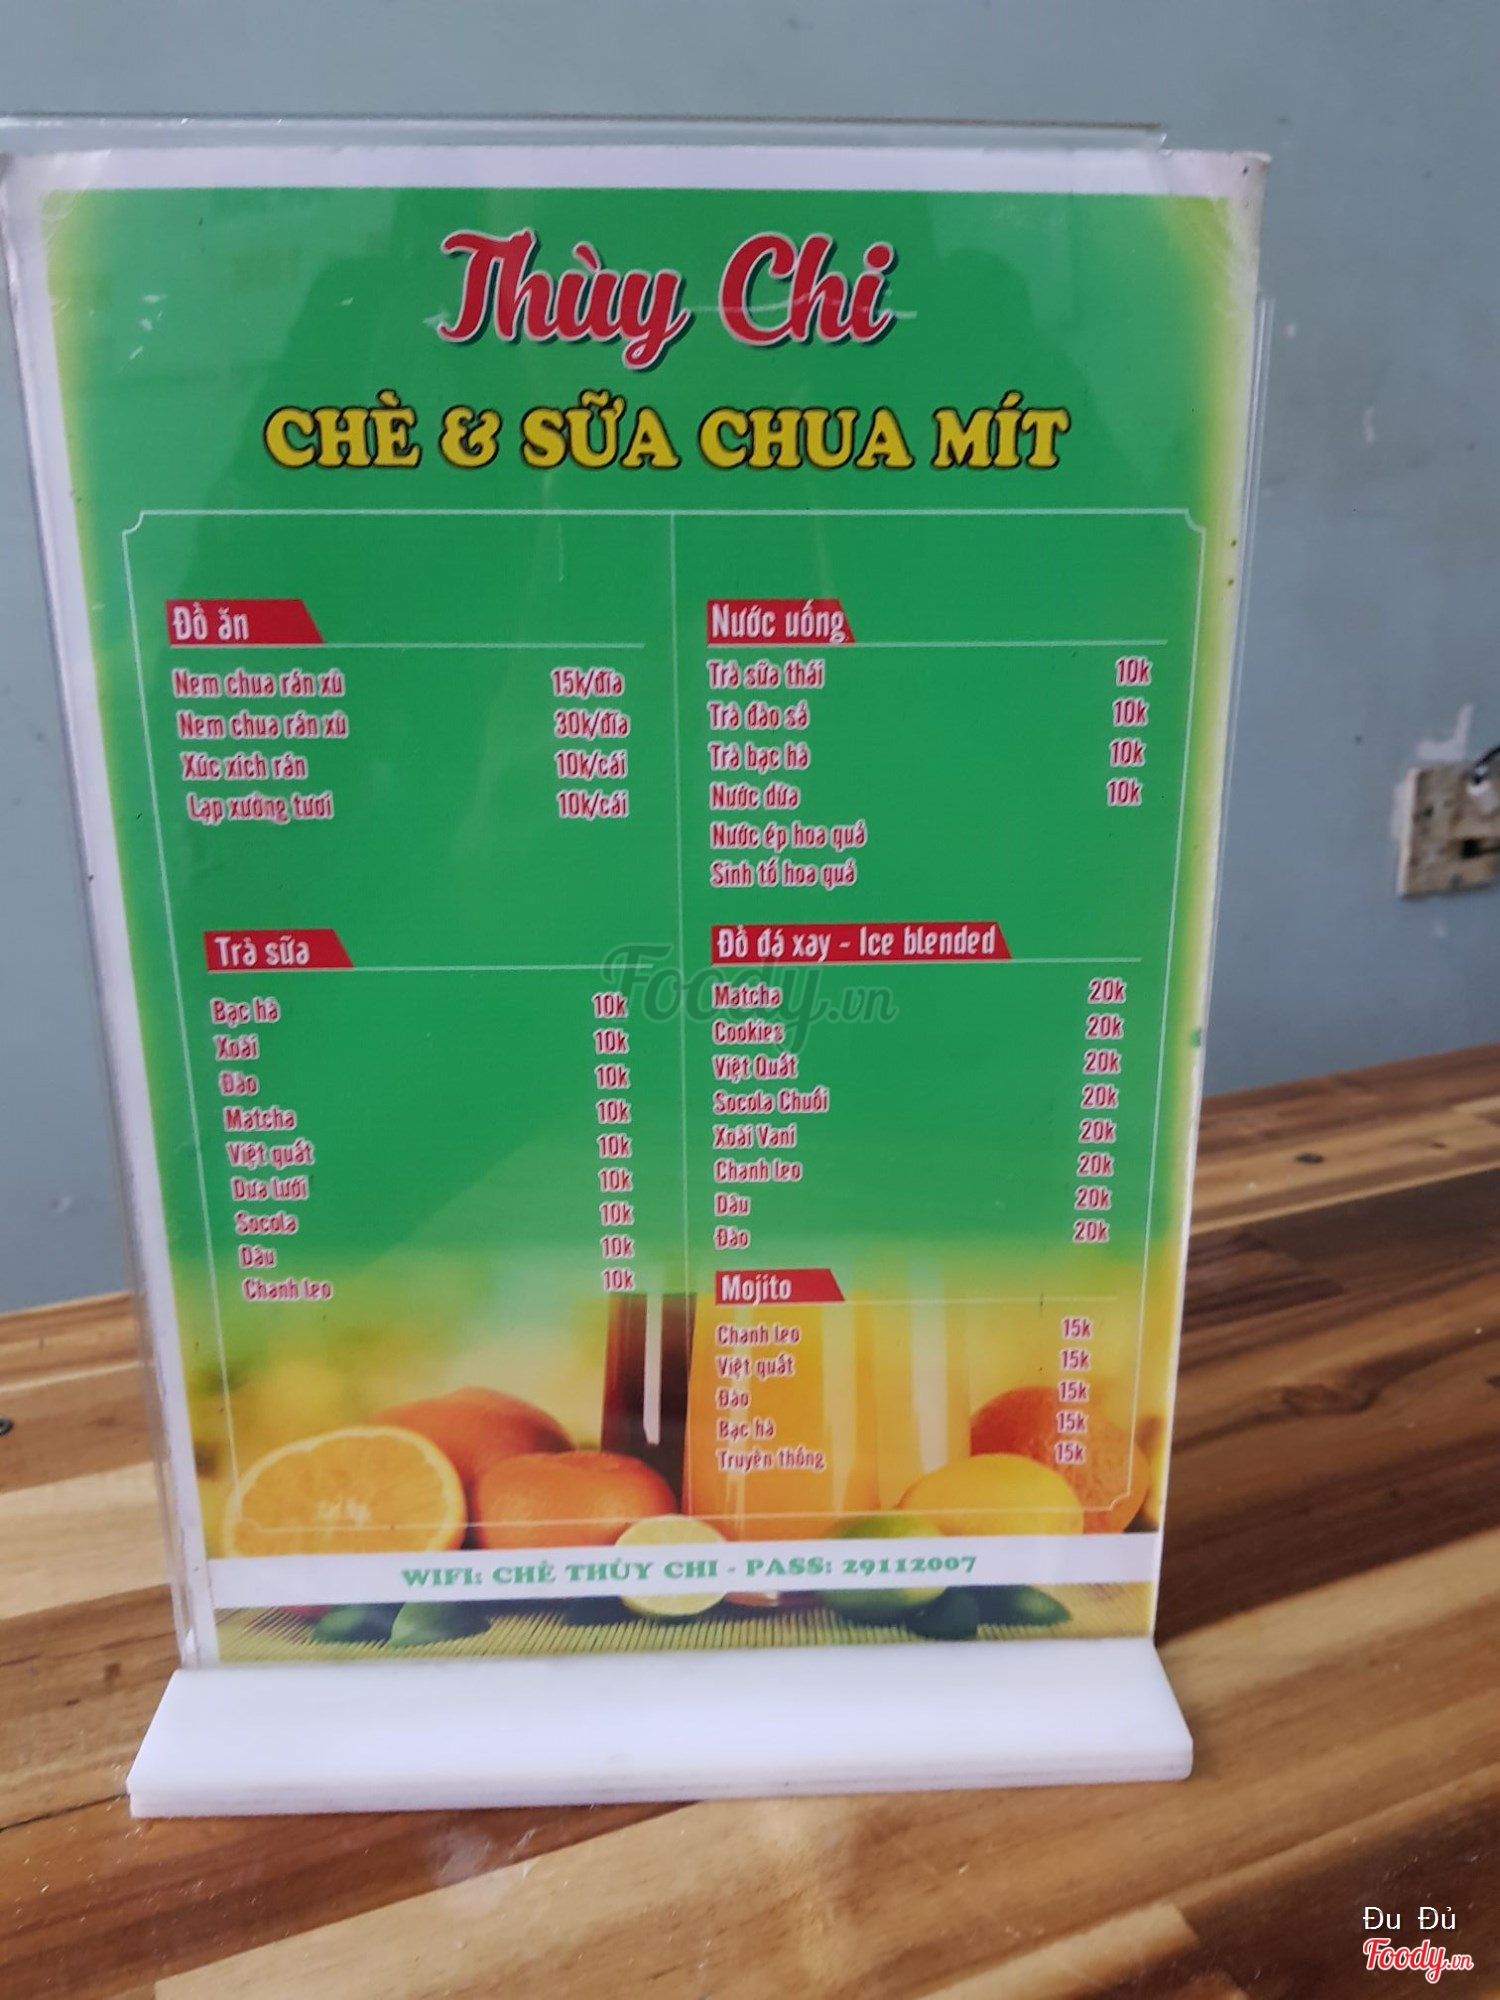 Thùy Chi
CHÈ & SỮA CHUA MÍT
Đồ ăn
Nem chua rán xù 15k/đĩa
Nem chua rán xù 30k/đĩa
Xúc xích rán 10k/cái
Lạp xưởng tươi 10k/cái
Trà sữa
Bạc hà 10k
Xoài 10k
Đào 10k
Matcha 10k
Việt quất 10k
Dưa lưới 10k
Socola 10k
Dâu 10k
Chanh leo 10k
Nước uống
Trà sữa thái 10k
Trà đào sả 10k
Trà bạc hà 10k
Nước dừa 10k
Nước ép hoa quả
Sinh tố hoa quả
Đồ đá xay - Ice blended
Matcha 20k
Cookies 20k
Việt Quất 20k
Socola Chuối 20k
Xoài Vani 20k
Chanh leo 20k
Dâu 20k
Đào 20k
Mojito
Chanh leo 15k
Việt quất 15k
Đào 15k
Bạc hà 15k
Truyền thống 15k
WIFI: CHÈ THÙY CHI - PASS: 29112007
Foody.vn
Đu Đủ
Foody.vn